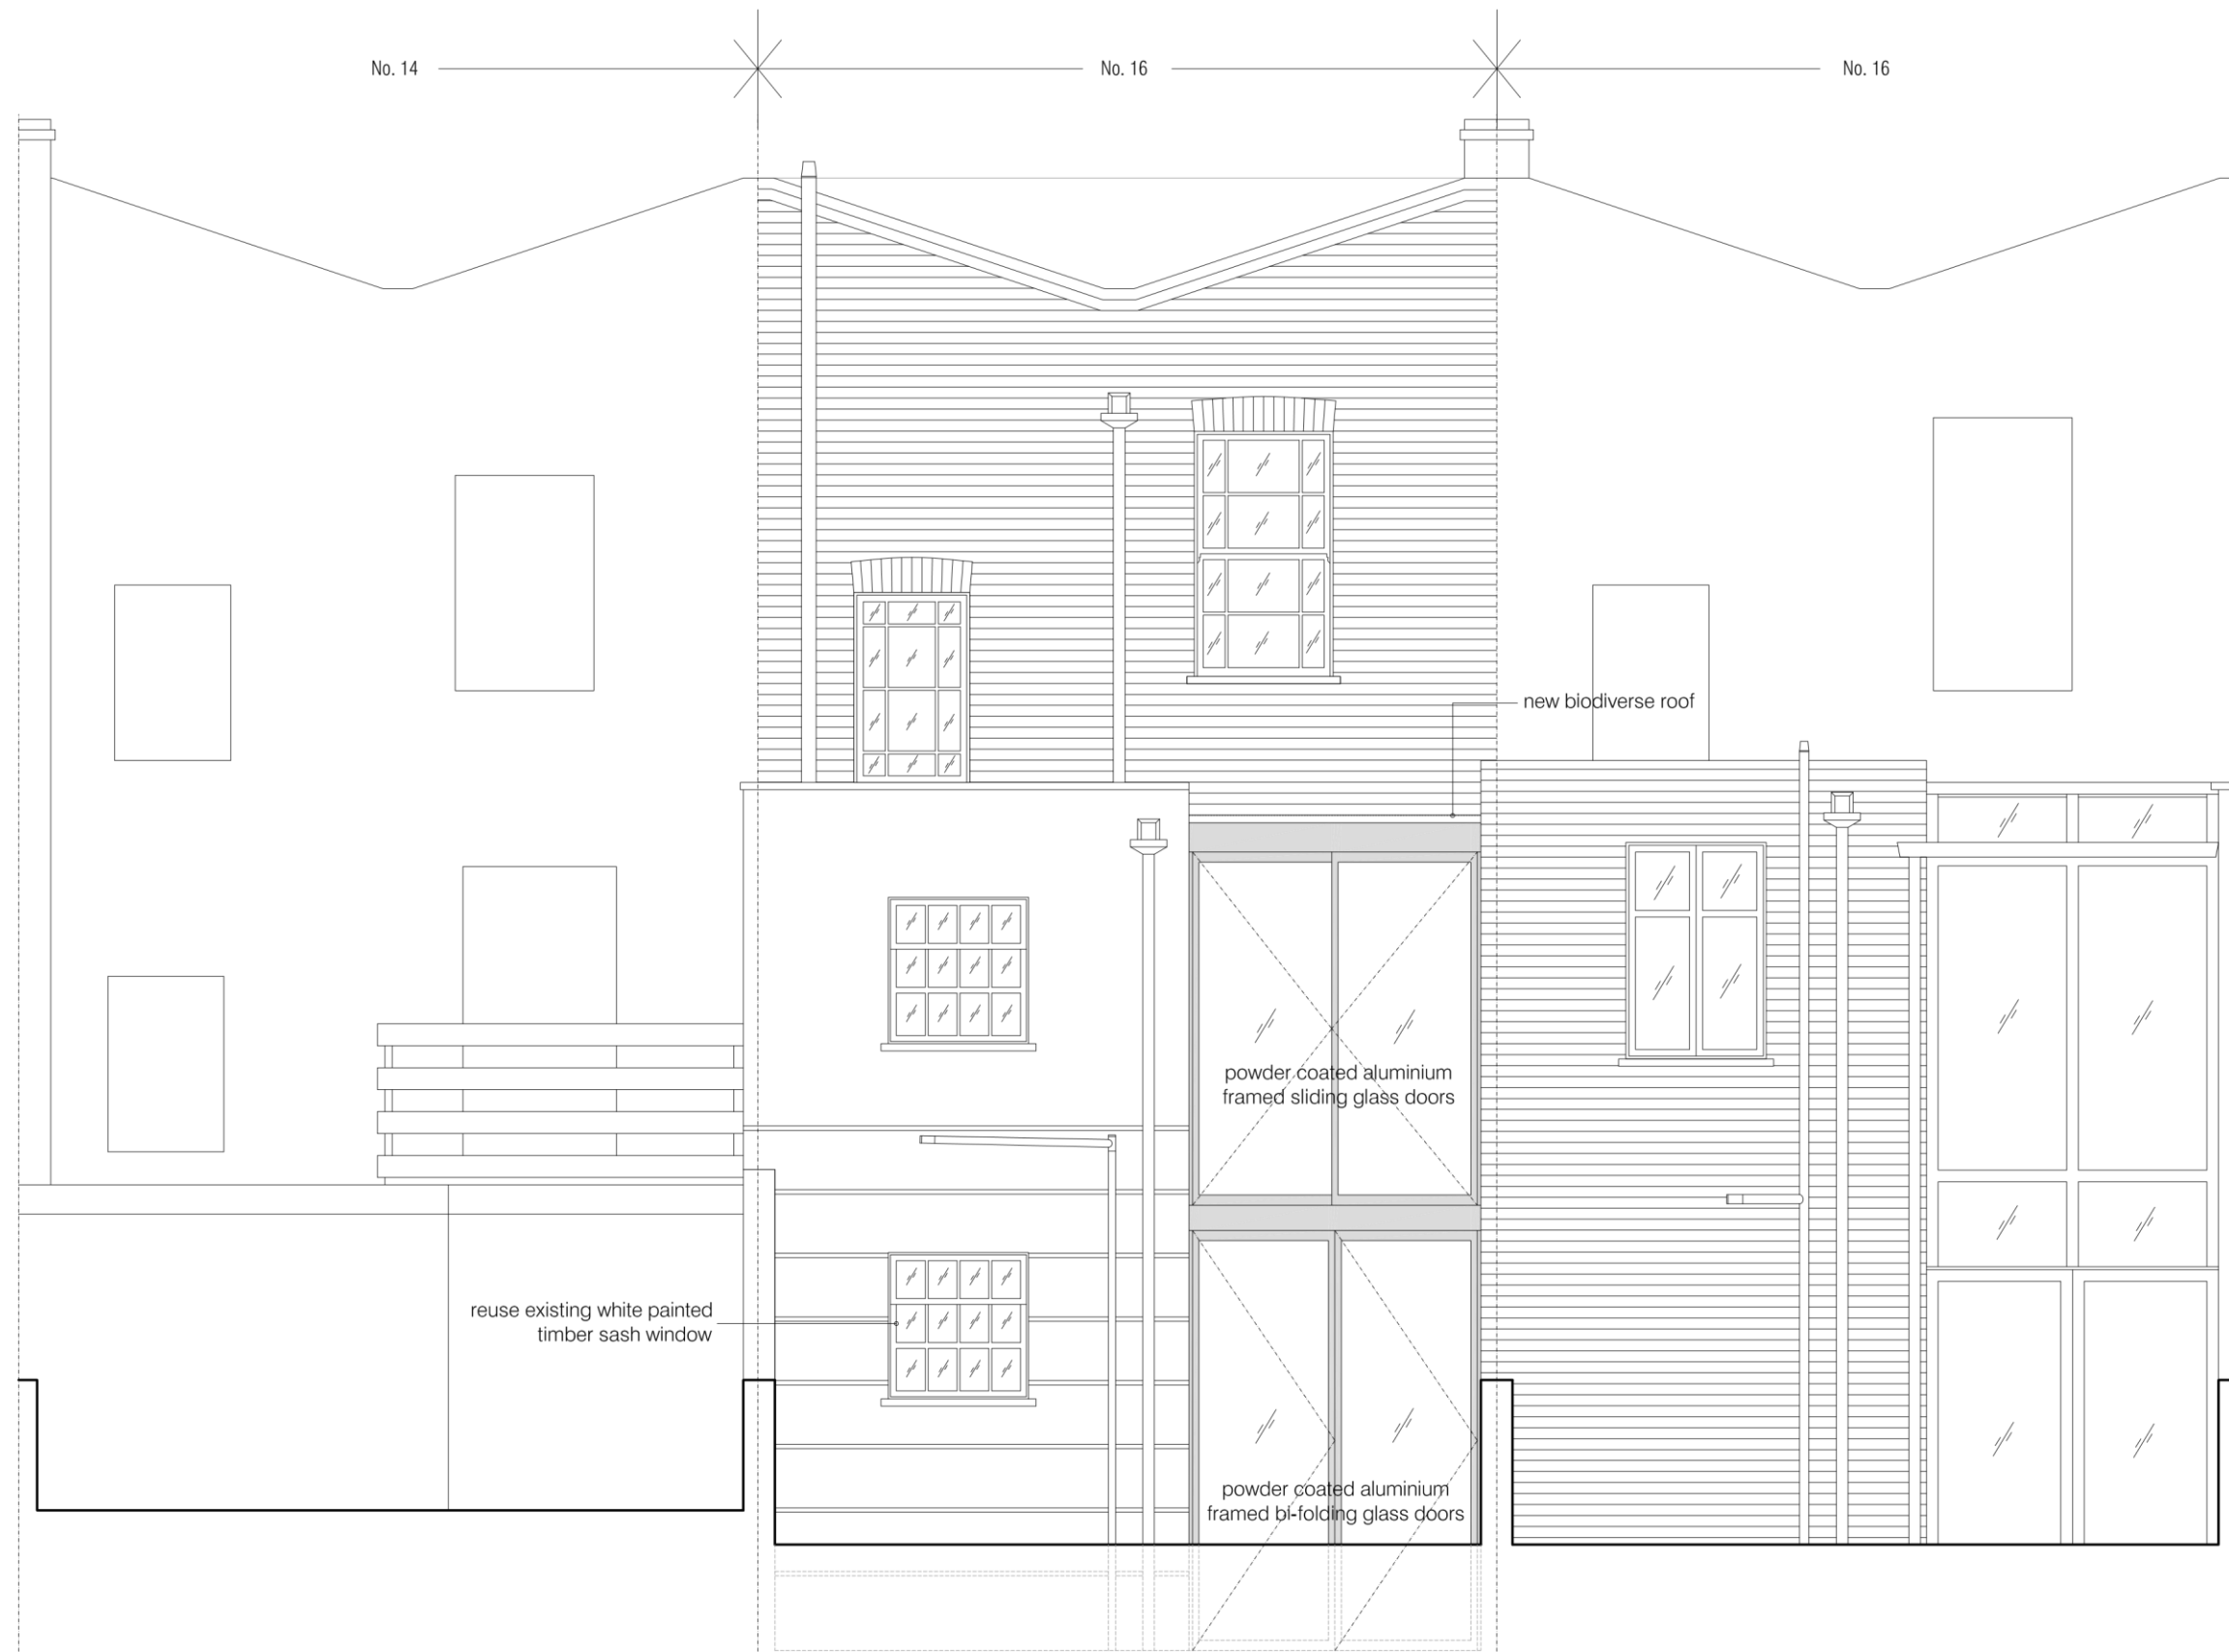 No. 14
No. 16
No. 16
new biodiverse roof
powder coated aluminium
framed sliding glass doors
reuse existing white painted
timber sash window
powder coated aluminium
framed bi-folding glass doors